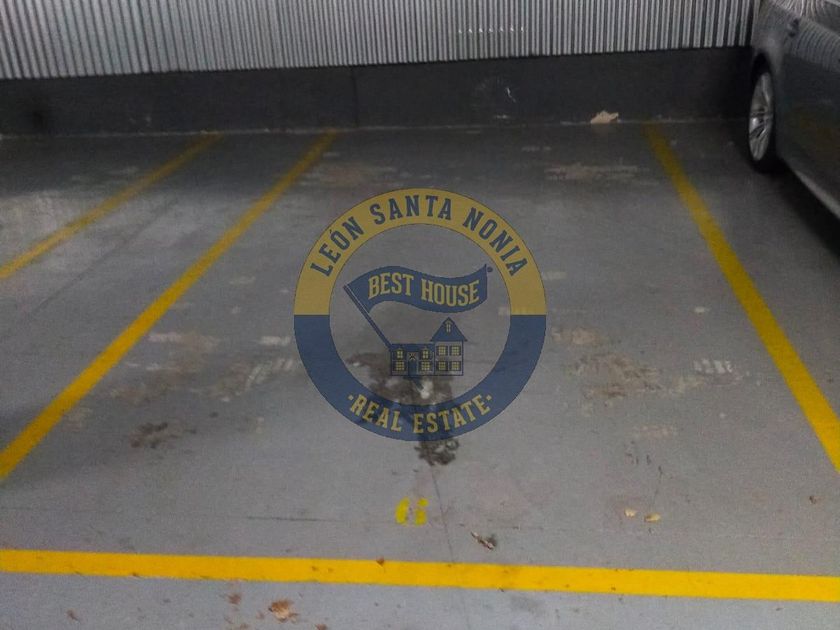 LEÓN SANTA NONIA
BEST HOUSE
®
·REAL ESTATE·